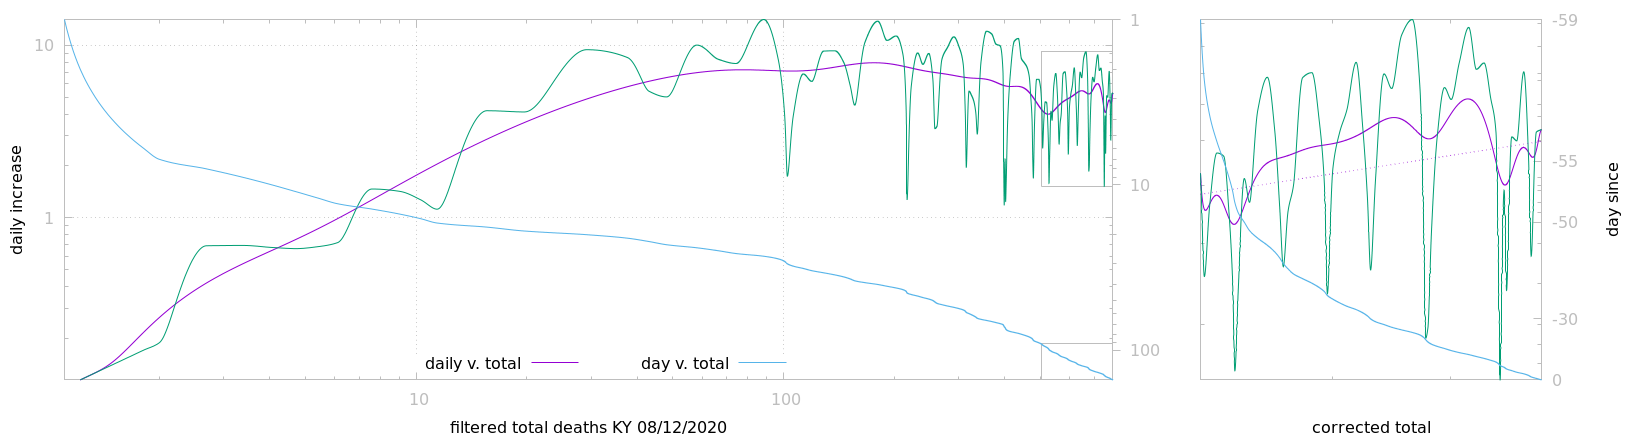 10
1
daily increase
daily v. total
day v. total
10
100
filtered total deaths KY 08/12/2020
1
10
100
-59
-55
-50
-30
0
day since
corrected total